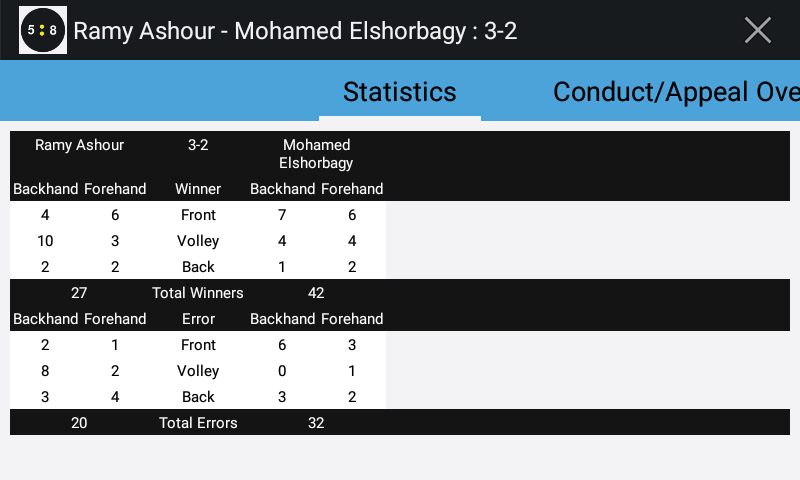 5 : 8 Ramy Ashour - Mohamed Elshorbagy : 3-2
Statistics Conduct/Appeal Ove
Ramy Ashour 3-2 Mohamed
Elshorbagy
Backhand Forehand Winner Backhand Forehand
4 6 Front 7 6
10 3 Volley 4 4
2 2 Back 1 2
27 Total Winners 42
Backhand Forehand Error Backhand Forehand
2 1 Front 6 3
8 2 Volley 0 1
3 4 Back 3 2
20 Total Errors 32